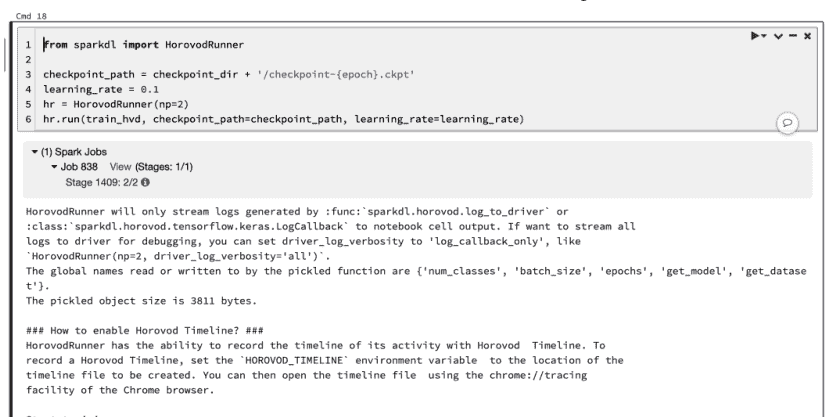 Cmd 18
1 from sparkdl import HorovodRunner
2
3 checkpoint_path = checkpoint_dir + '/checkpoint-{epoch}.ckpt'
4 learning_rate = 0.1
5 hr = HorovodRunner(np=2)
6 hr.run(train_hvd, checkpoint_path=checkpoint_path, learning_rate=learning_rate)
(1) Spark Jobs
Job 838 View (Stages: 1/1)
Stage 1409: 2/2
HorovodRunner will only stream logs generated by :func:`sparkdl.horovod.log_to_driver` or
:class:`sparkdl.horovod.tensorflow.keras.LogCallback` to notebook cell output. If want to stream all
logs to driver for debugging, you can set driver_log_verbosity to 'log_callback_only', like
`HorovodRunner(np=2, driver_log_verbosity='all')`.
The global names read or written to by the pickled function are {'num_classes', 'batch_size', 'epochs', 'get_model', 'get_datase
t'}.
The pickled object size is 3811 bytes.
### How to enable Horovod Timeline? ###
HorovodRunner has the ability to record the timeline of its activity with Horovod Timeline. To
record a Horovod Timeline, set the `HOROVOD_TIMELINE` environment variable to the location of the
timeline file to be created. You can then open the timeline file using the chrome://tracing
facility of the Chrome browser.